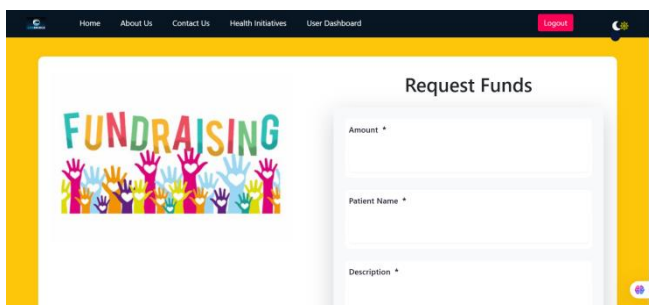 Home About Us Contact Us Health Initiatives User Dashboard Logout
Request Funds
FUNDRAISING
Amount *
Patient Name *
Description *